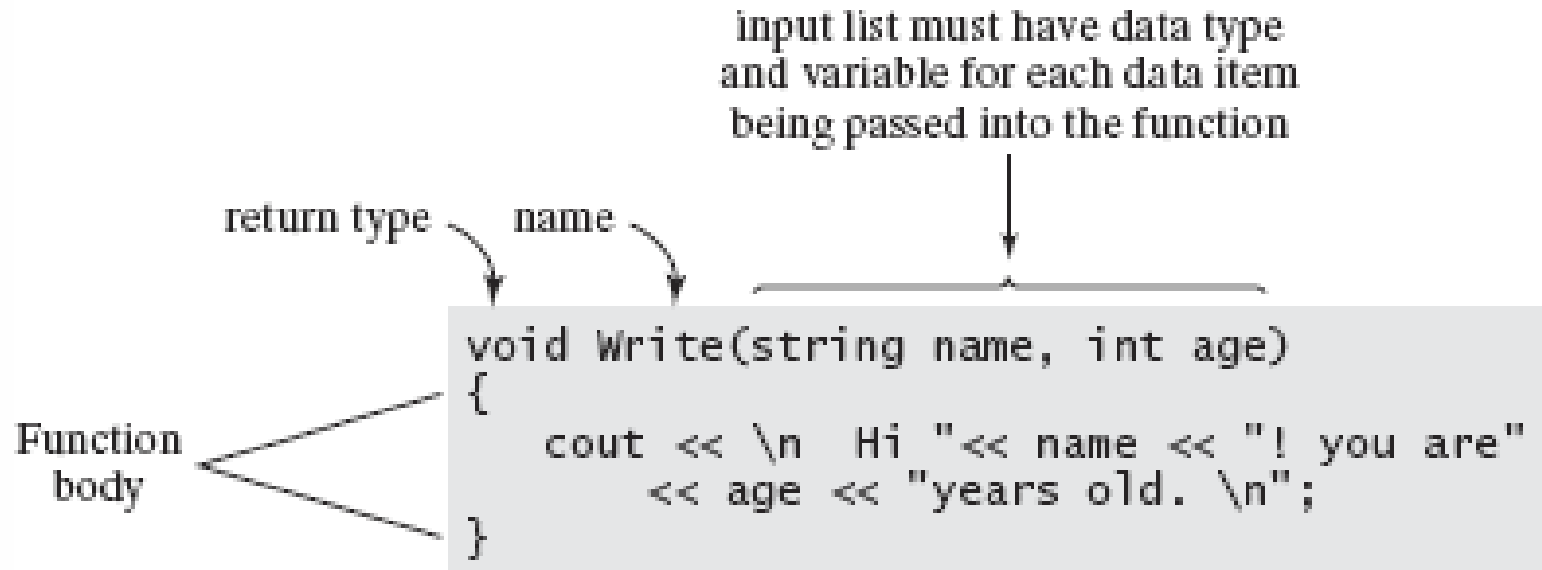 input list must have data type
and variable for each data item
being passed into the function
return type name
void Write(string name, int age)
{
Function
body
cout << \n  Hi "<< name << "! you are"
<< age << "years old. \n";
}